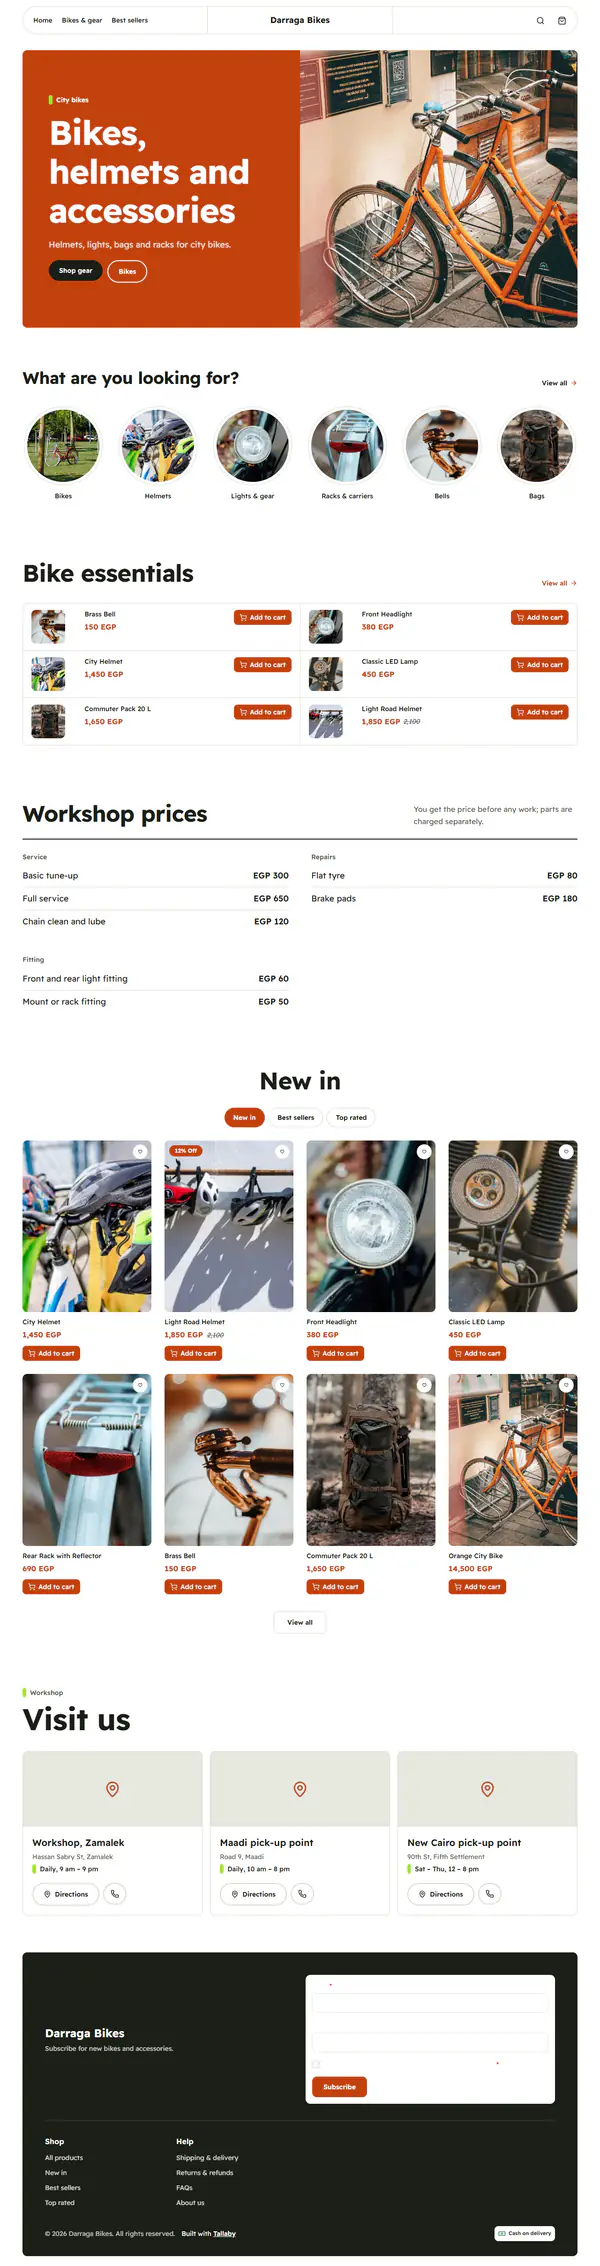 Home Bikes & gear Best sellers
Darraga Bikes
City bikes
Bikes,
helmets and
accessories
Helmets, lights, bags and racks for city bikes.
Shop gear Bikes
What are you looking for?
View all →
Bikes Helmets Lights & gear Racks & carriers Bells Bags
Bike essentials
View all →
Brass Bell
150 EGP
Add to cart
Front Headlight
380 EGP
Add to cart
City Helmet
1,450 EGP
Add to cart
Classic LED Lamp
450 EGP
Add to cart
Commuter Pack 20 L
1,650 EGP
Add to cart
Light Road Helmet
1,850 EGP 2,100
Add to cart
Workshop prices
You get the price before any work; parts are
charged separately.
Service
Basic tune-up EGP 300
Full service EGP 650
Chain clean and lube EGP 120
Repairs
Flat tyre EGP 80
Brake pads EGP 180
Fitting
Front and rear light fitting EGP 60
Mount or rack fitting EGP 50
New in
New in Best sellers Top rated
City Helmet
1,450 EGP
Add to cart
12% Off
Light Road Helmet
1,850 EGP 2,100
Add to cart
Front Headlight
380 EGP
Add to cart
Classic LED Lamp
450 EGP
Add to cart
Rear Rack with Reflector
690 EGP
Add to cart
Brass Bell
150 EGP
Add to cart
Commuter Pack 20 L
1,650 EGP
Add to cart
Orange City Bike
14,500 EGP
Add to cart
View all
Workshop
Visit us
Workshop, Zamalek
Hassan Sabry St, Zamalek
Daily, 9 am – 9 pm
Directions
Maadi pick-up point
Road 9, Maadi
Daily, 10 am – 8 pm
Directions
New Cairo pick-up point
90th St, Fifth Settlement
Sat – Thu, 12 – 8 pm
Directions
Darraga Bikes
Subscribe for new bikes and accessories.
*
*
Subscribe
Shop
All products
New in
Best sellers
Top rated
Help
Shipping & delivery
Returns & refunds
FAQs
About us
© 2026 Darraga Bikes. All rights reserved. Built with Tallaby
Cash on delivery